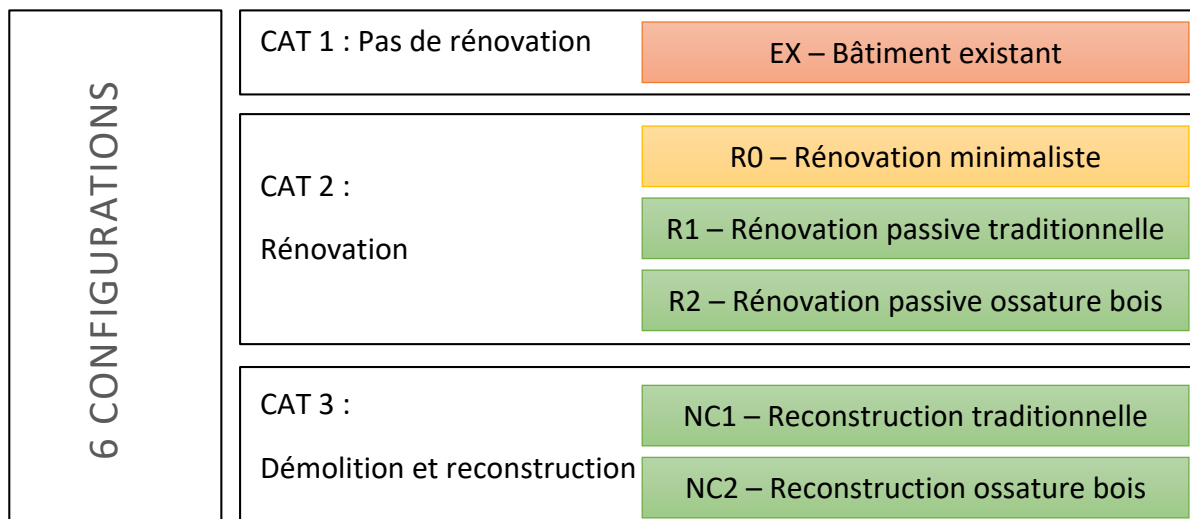 6 CONFIGURATIONS
CAT 1 : Pas de rénovation
EX – Bâtiment existant
CAT 2 :
Rénovation
R0 – Rénovation minimaliste
R1 – Rénovation passive traditionnelle
R2 – Rénovation passive ossature bois
CAT 3 :
Démolition et reconstruction
NC1 – Reconstruction traditionnelle
NC2 – Reconstruction ossature bois